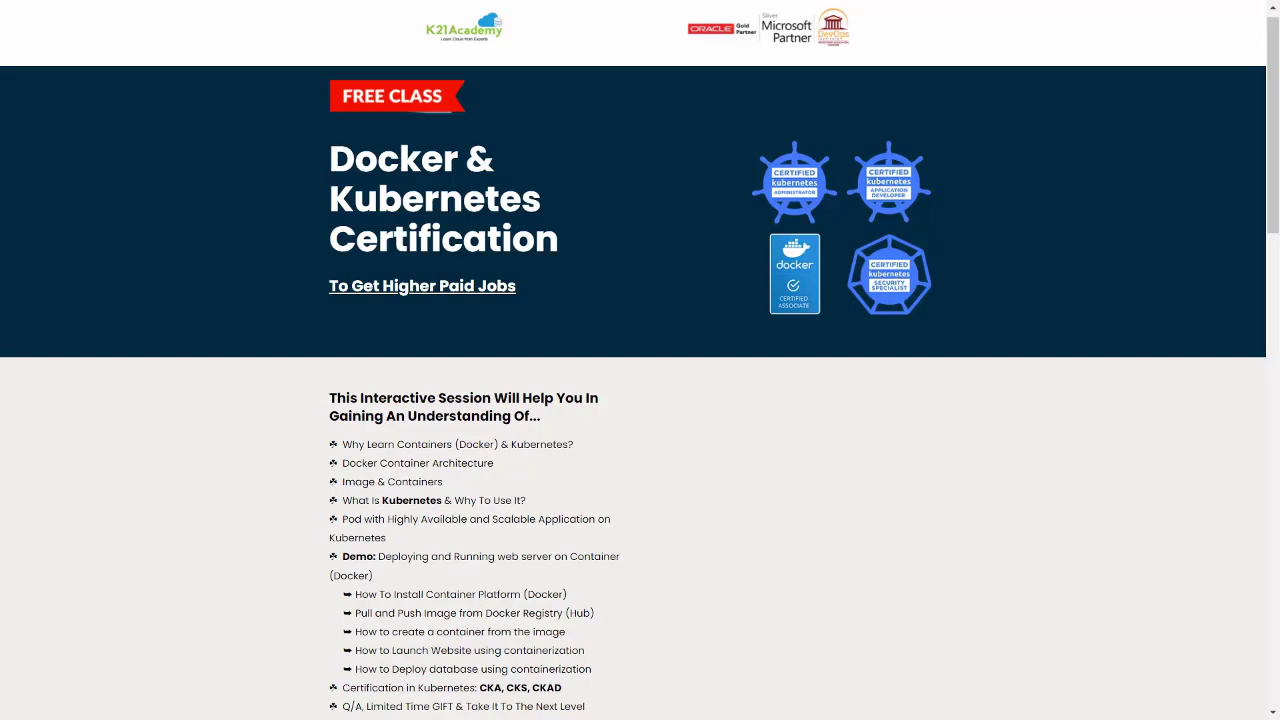 K21Academy
Learn Cloud from Experts
ORACLE Gold Partner
Silver Microsoft Partner
DevOps
FREE CLASS
Docker &
Kubernetes
Certification
To Get Higher Paid Jobs
CERTIFIED kubernetes ADMINISTRATOR
CERTIFIED kubernetes APPLICATION DEVELOPER
docker CERTIFIED ASSOCIATE
CERTIFIED kubernetes SECURITY SPECIALIST
This Interactive Session Will Help You In
Gaining An Understanding Of...
☘ Why Learn Containers (Docker) & Kubernetes?
☘ Docker Container Architecture
☘ Image & Containers
☘ What Is Kubernetes & Why To Use It?
☘ Pod with Highly Available and Scalable Application on
Kubernetes
☘ Demo: Deploying and Running web server on Container
(Docker)
➥ How To Install Container Platform (Docker)
➥ Pull and Push Image from Docker Registry (Hub)
➥ How to create a container from the image
➥ How to Launch Website using containerization
➥ How to Deploy database using containerization
☘ Certification in Kubernetes: CKA, CKS, CKAD
☘ Q/A, Limited Time GIFT & Take It To The Next Level